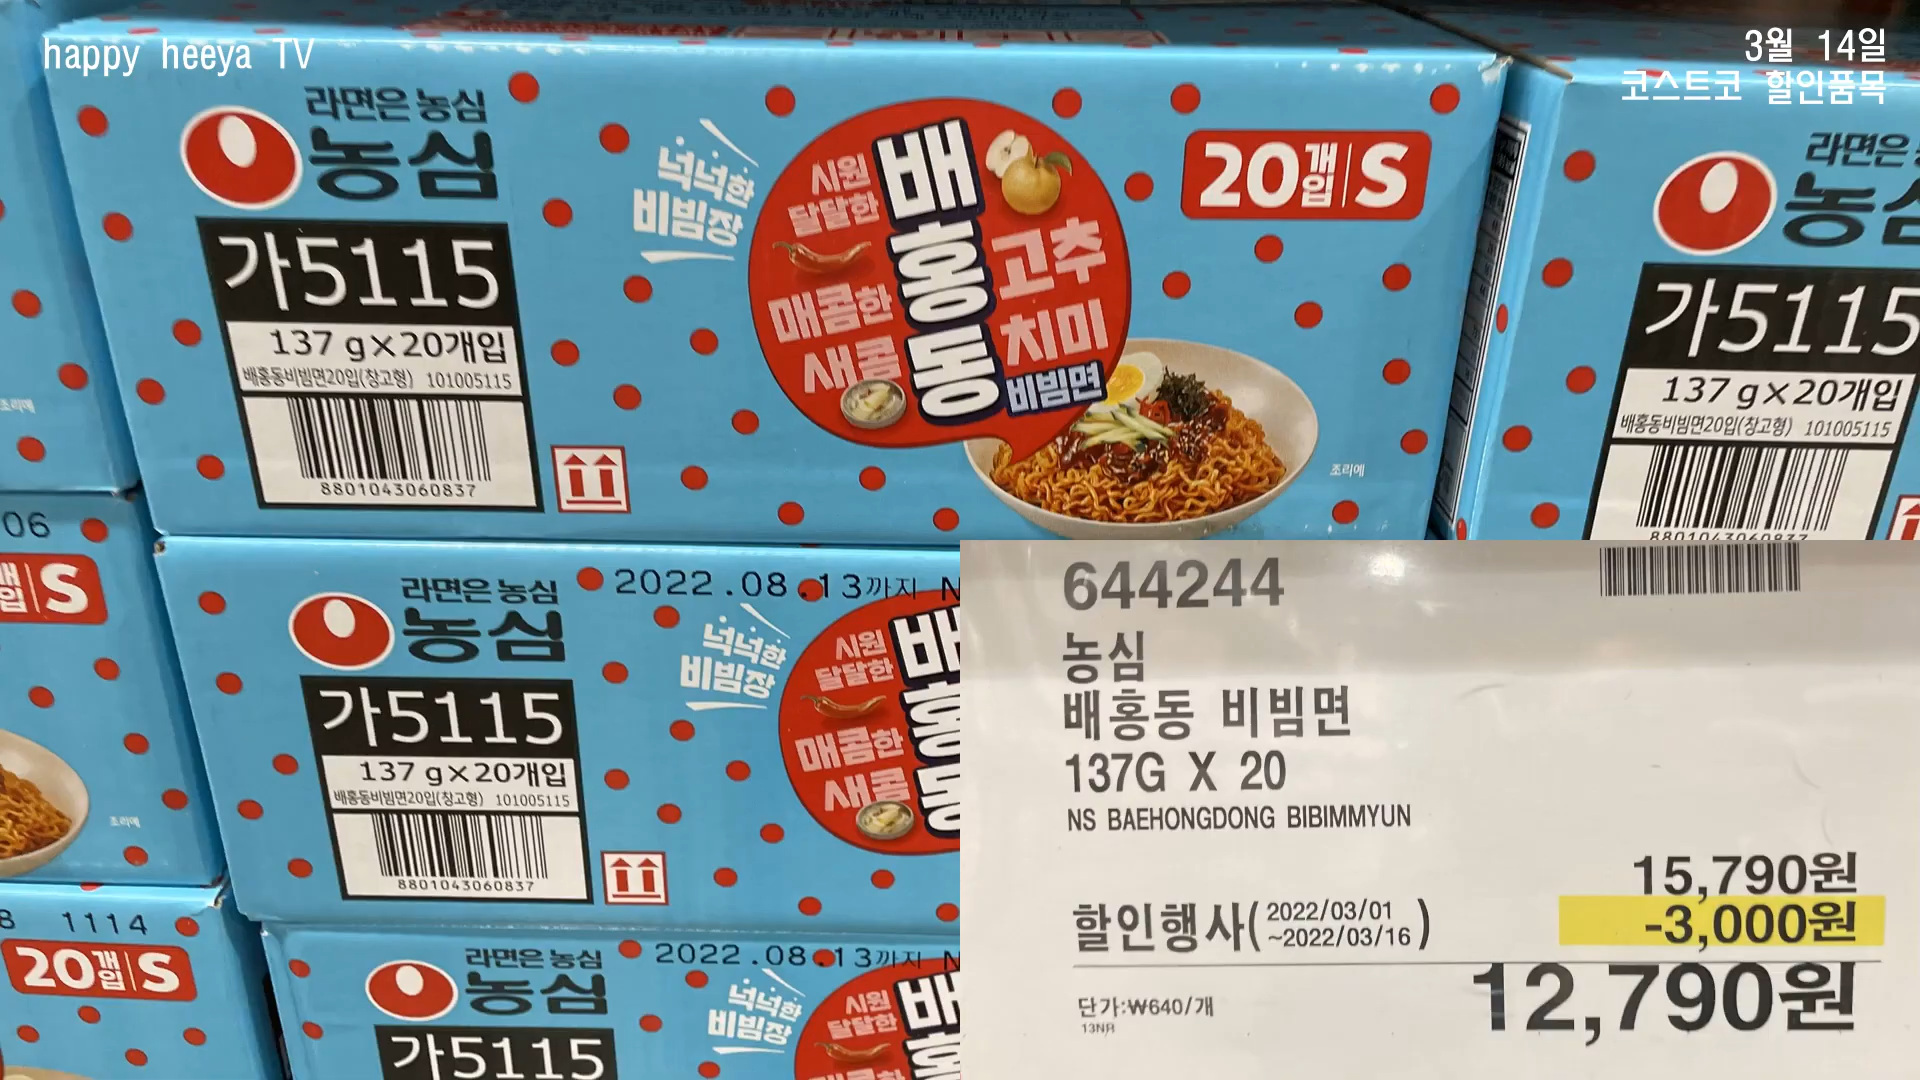 happy heeya TV
3월 14일
코스트코 할인품목
라면은 농심
농심
가5115
137 g×20개입
배홍동비빔면20입(창고형) 101005115
8801043060837
넉넉한
비빔장
시원
달달한
매콤한
새콤
배홍동
고추
치미
비빔면
20개입 S
조리예
라면은
농심
가5115
137 g×20개입
배홍동비빔면20입(창고형) 101005115
8801043060837
조리예
06
개입 S
라면은 농심
농심
2022.08.13까지 N
가5115
137 g×20개입
배홍동비빔면20입(창고형) 101005115
8801043060837
넉넉한
비빔장
시원
달달한
매콤한
새콤
배홍동
조리예
8 1114
20개입 S
라면은 농심
농심
2022.08.13까지 N
가5115
넉넉한
비빔장
시원
달달한
배홍
644244
농심
배홍동 비빔면
137G X 20
NS BAEHONGDONG BIBIMMYUN
15,790원
할인행사(2022/03/01
~2022/03/16)
-3,000원
12,790원
단가:₩640/개
13NR